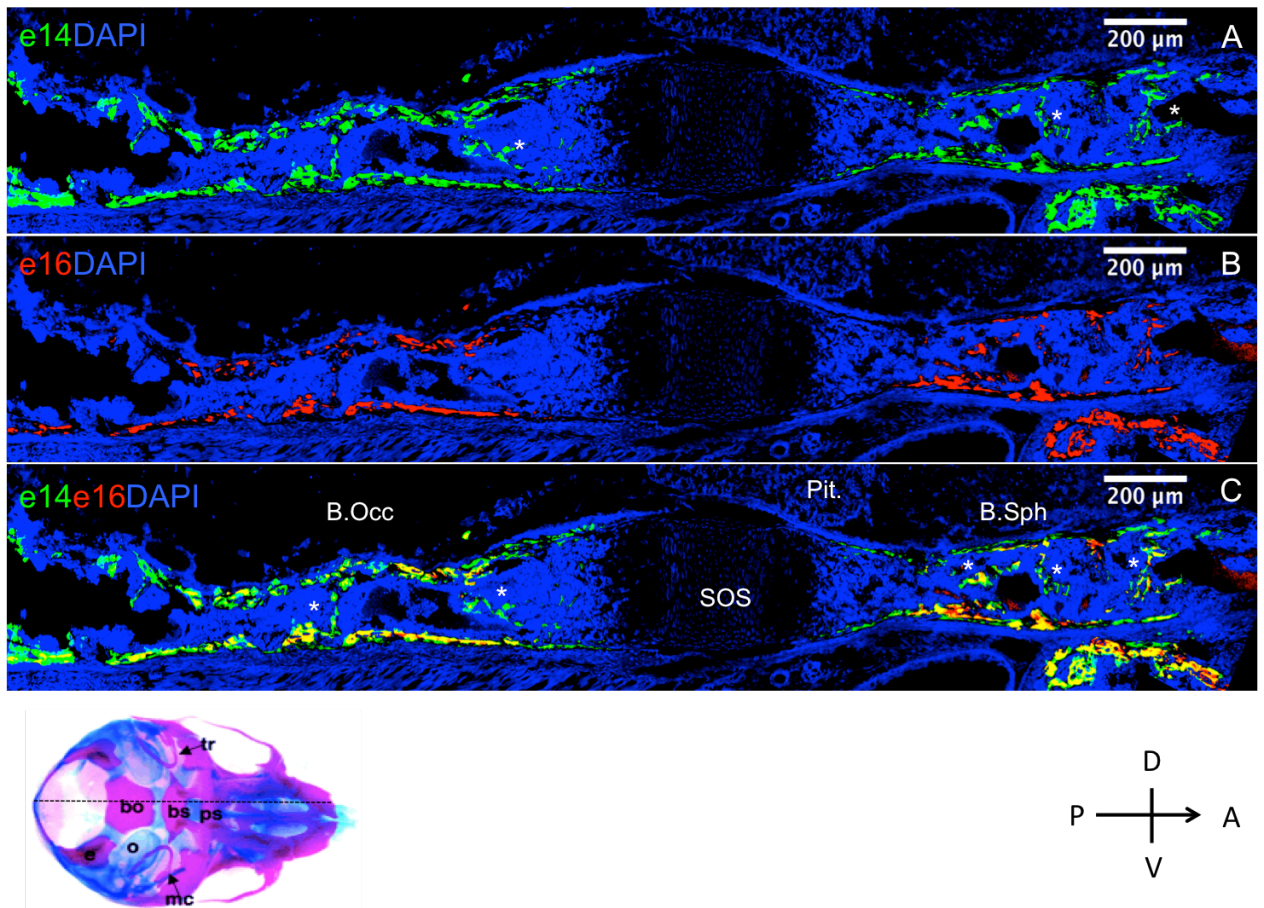 e14DAPI
200 µm
A
*
*
*
e16DAPI
200 µm
B
e14e16DAPI
200 µm
C
Pit.
B.Occ
B.Sph
*
*
*
*
*
SOS
tr
bo
bs
ps
e
o
mc
D
P
A
V